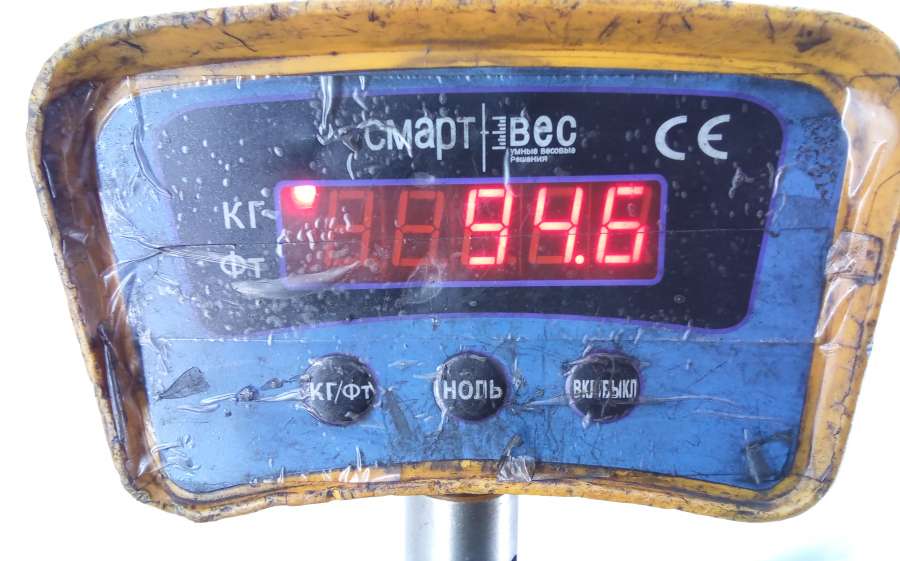 смарт вес
умные весовые
Решения
CE
КГ
94.6
ФТ
КГ/ФТ
НОЛЬ
ВКЛ/ВЫКЛ